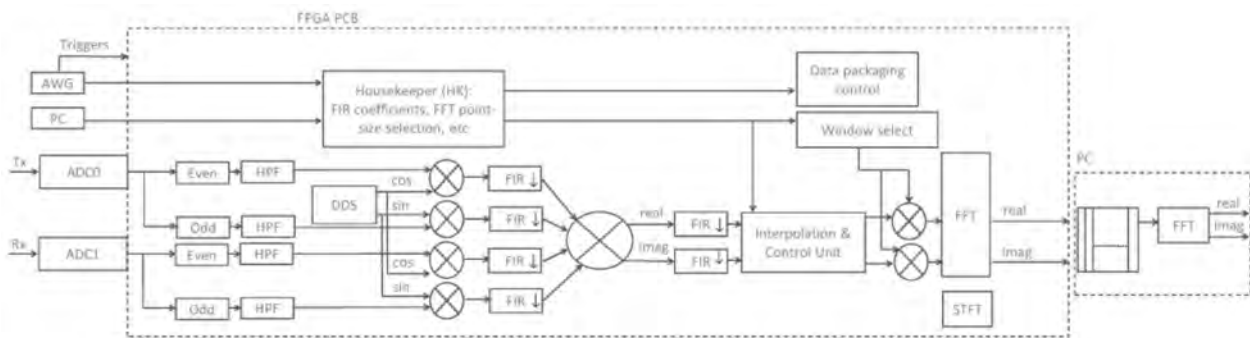 FPGA PCB
Triggers
AWG
PC
Housekeeper (HK):
FIR coefficients, FFT point-
size selection, etc
Data packaging
control
Window select
Tx
ADC0
Even
HPF
cos
FIR ↓
DDS
sin
Odd
HPF
FIR ↓
real
FIR ↓
Rx
ADC1
Even
HPF
cos
FIR ↓
Imag
FIR ↓
sin
Odd
HPF
FIR ↓
Interpolation &
Control Unit
FFT
real
Imag
STFT
PC
FFT
real
Imag